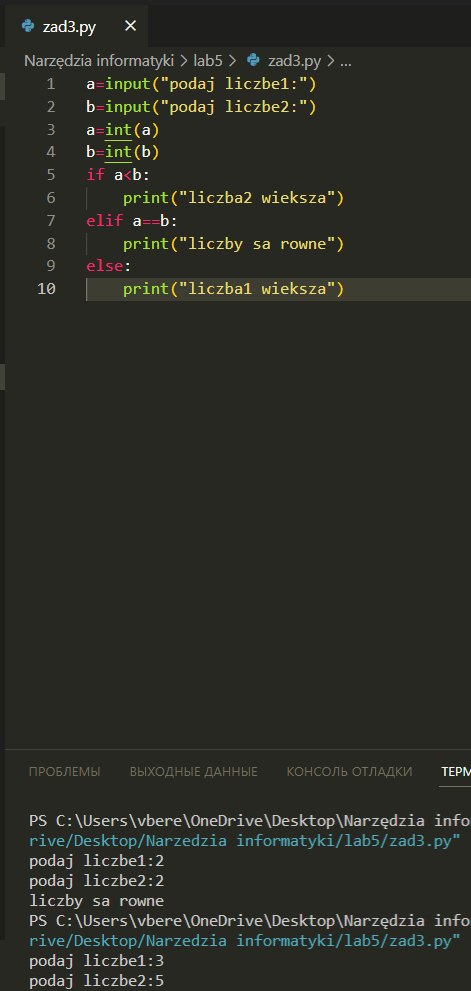 zad3.py ×
Narzędzia informatyki > lab5 > zad3.py > ...
1 a=input("podaj liczbe1:")
2 b=input("podaj liczbe2:")
3 a=int(a)
4 b=int(b)
5 if a<b:
6 print("liczba2 wieksza")
7 elif a==b:
8 print("liczby sa rowne")
9 else:
10 print("liczba1 wieksza")
ПРОБЛЕМЫ ВЫХОДНЫЕ ДАННЫЕ КОНСОЛЬ ОТЛАДКИ ТЕРМ
PS C:\Users\vbere\OneDrive\Desktop\Narzędzia info
rive/Desktop/Narzedzia informatyki/lab5/zad3.py"
podaj liczbe1:2
podaj liczbe2:2
liczby sa rowne
PS C:\Users\vbere\OneDrive\Desktop\Narzędzia info
rive/Desktop/Narzedzia informatyki/lab5/zad3.py"
podaj liczbe1:3
podaj liczbe2:5